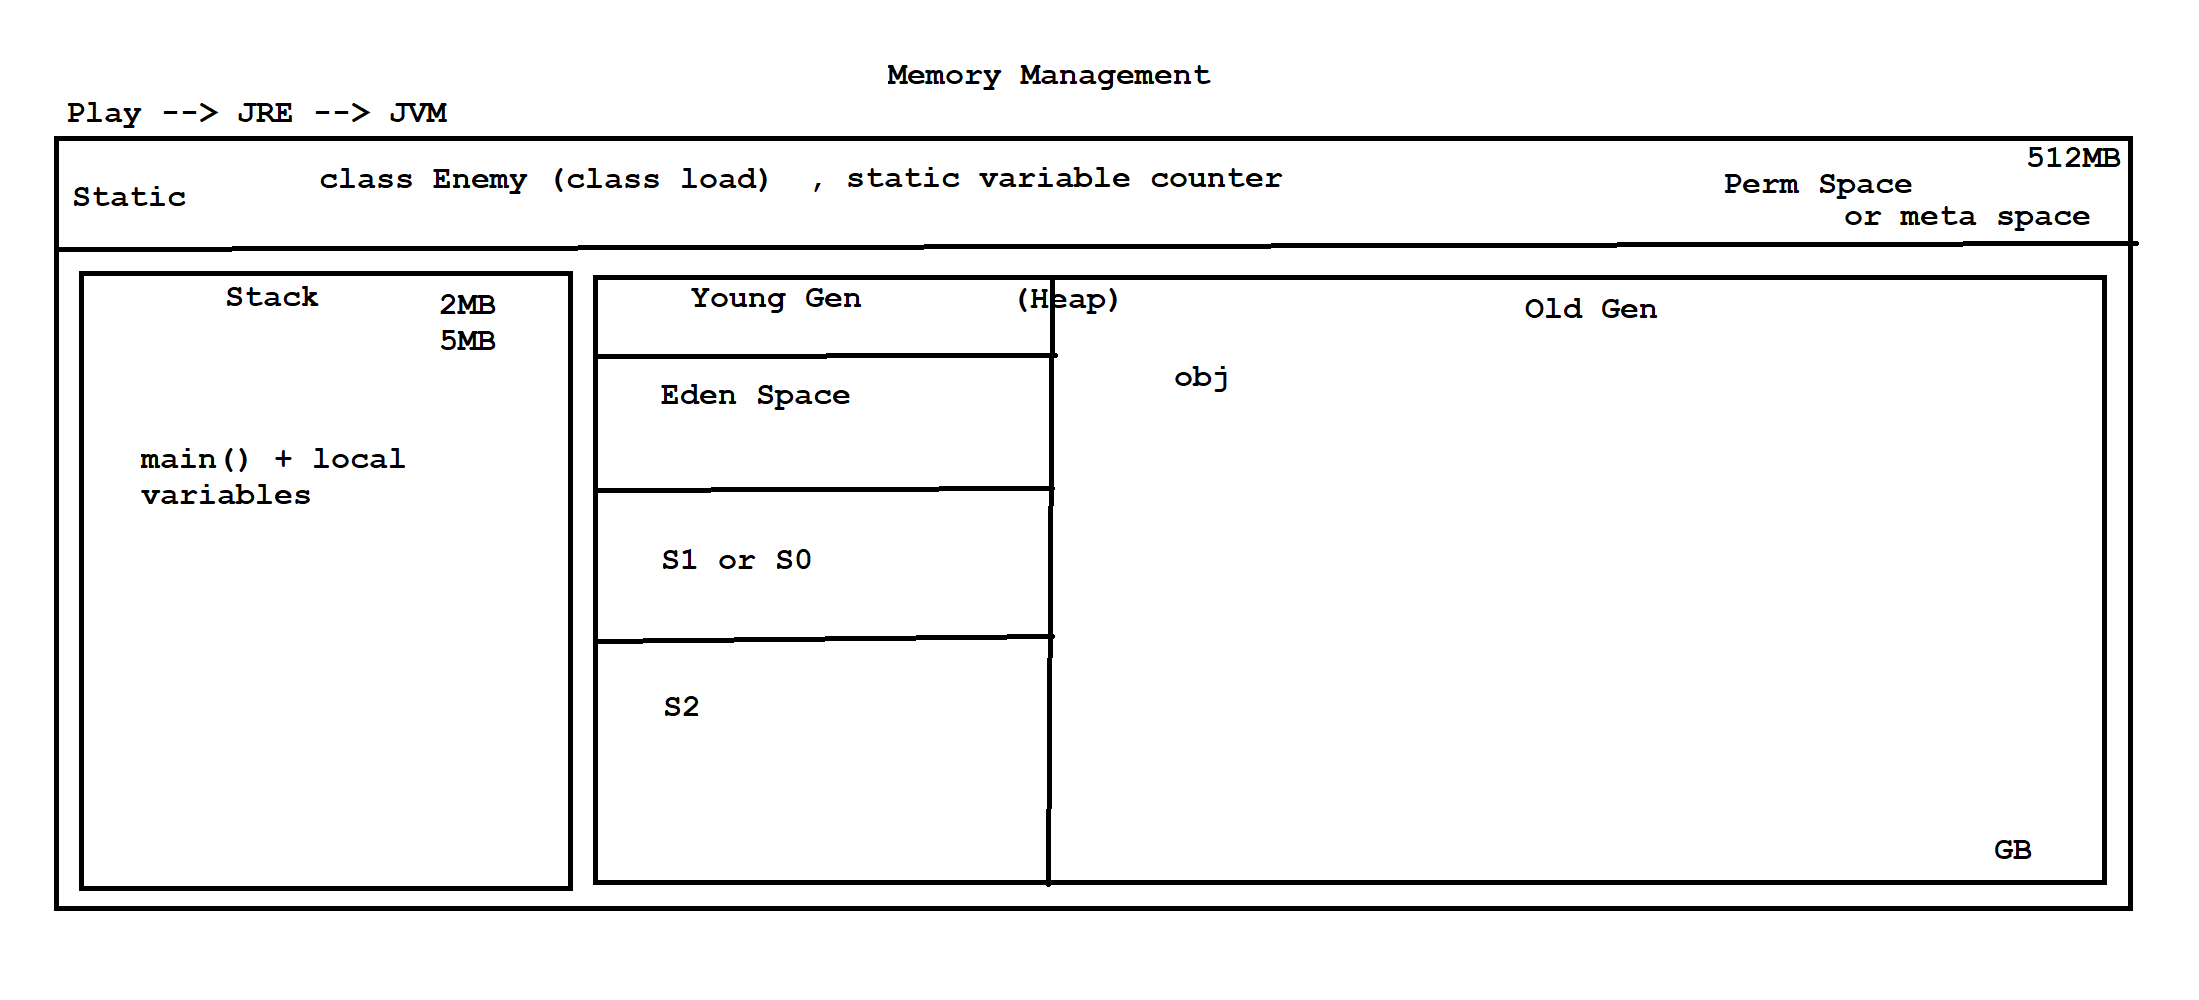 Memory Management
Play --> JRE --> JVM
512MB
class Enemy (class load) , static variable counter
Static
Perm Space
or meta space
Stack
2MB
5MB
main() + local
variables
Young Gen
(Heap)
Old Gen
Eden Space
obj
S1 or S0
S2
GB